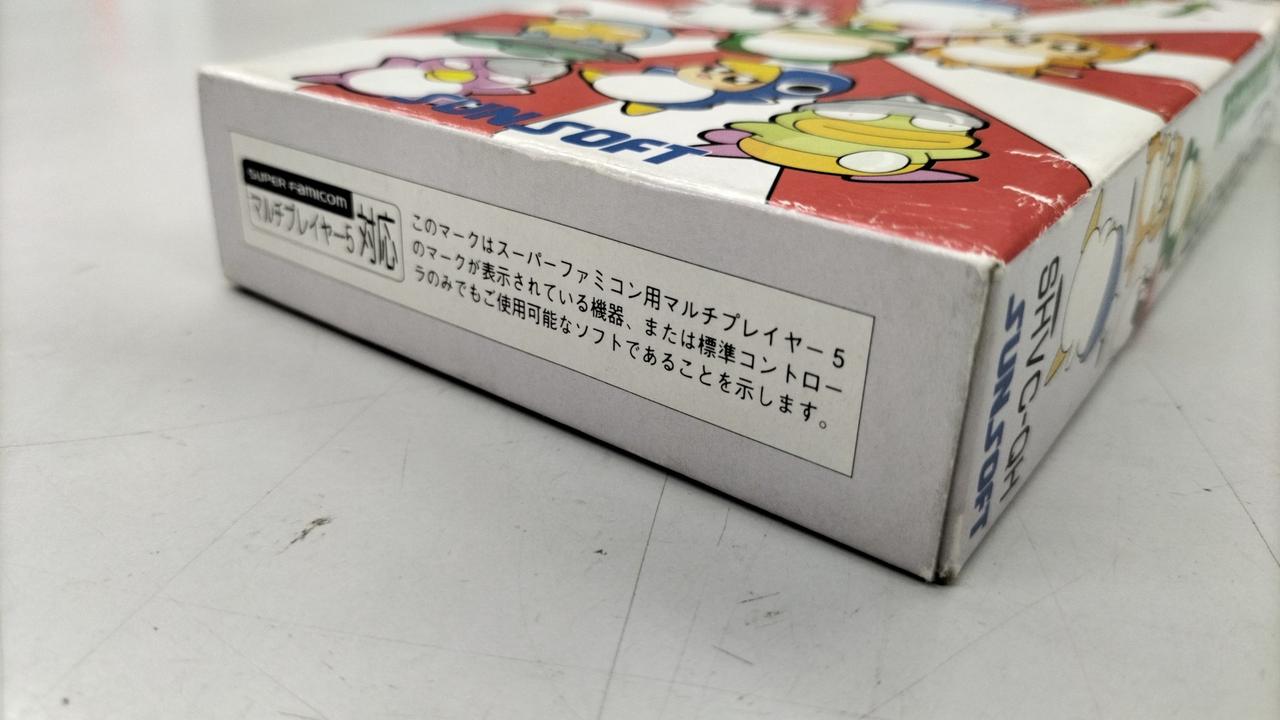 SUNSOFT
SUPER Famicom
マルチプレイヤー5
対応
このマークはスーパーファミコン用マルチプレイヤー5
のマークが表示されている機器、または標準コントロー
ラのみでもご使用可能なソフトであることを示します。
SHVC-QH
SUNSOFT